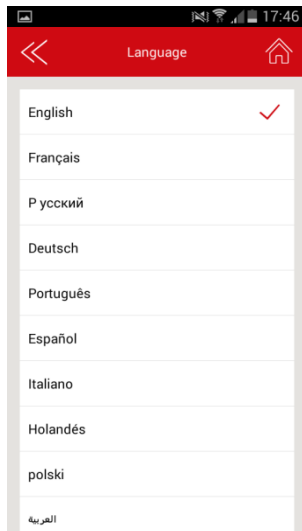 17:46
Language
English
Français
Р усский
Deutsch
Português
Español
Italiano
Holandés
polski
العربية